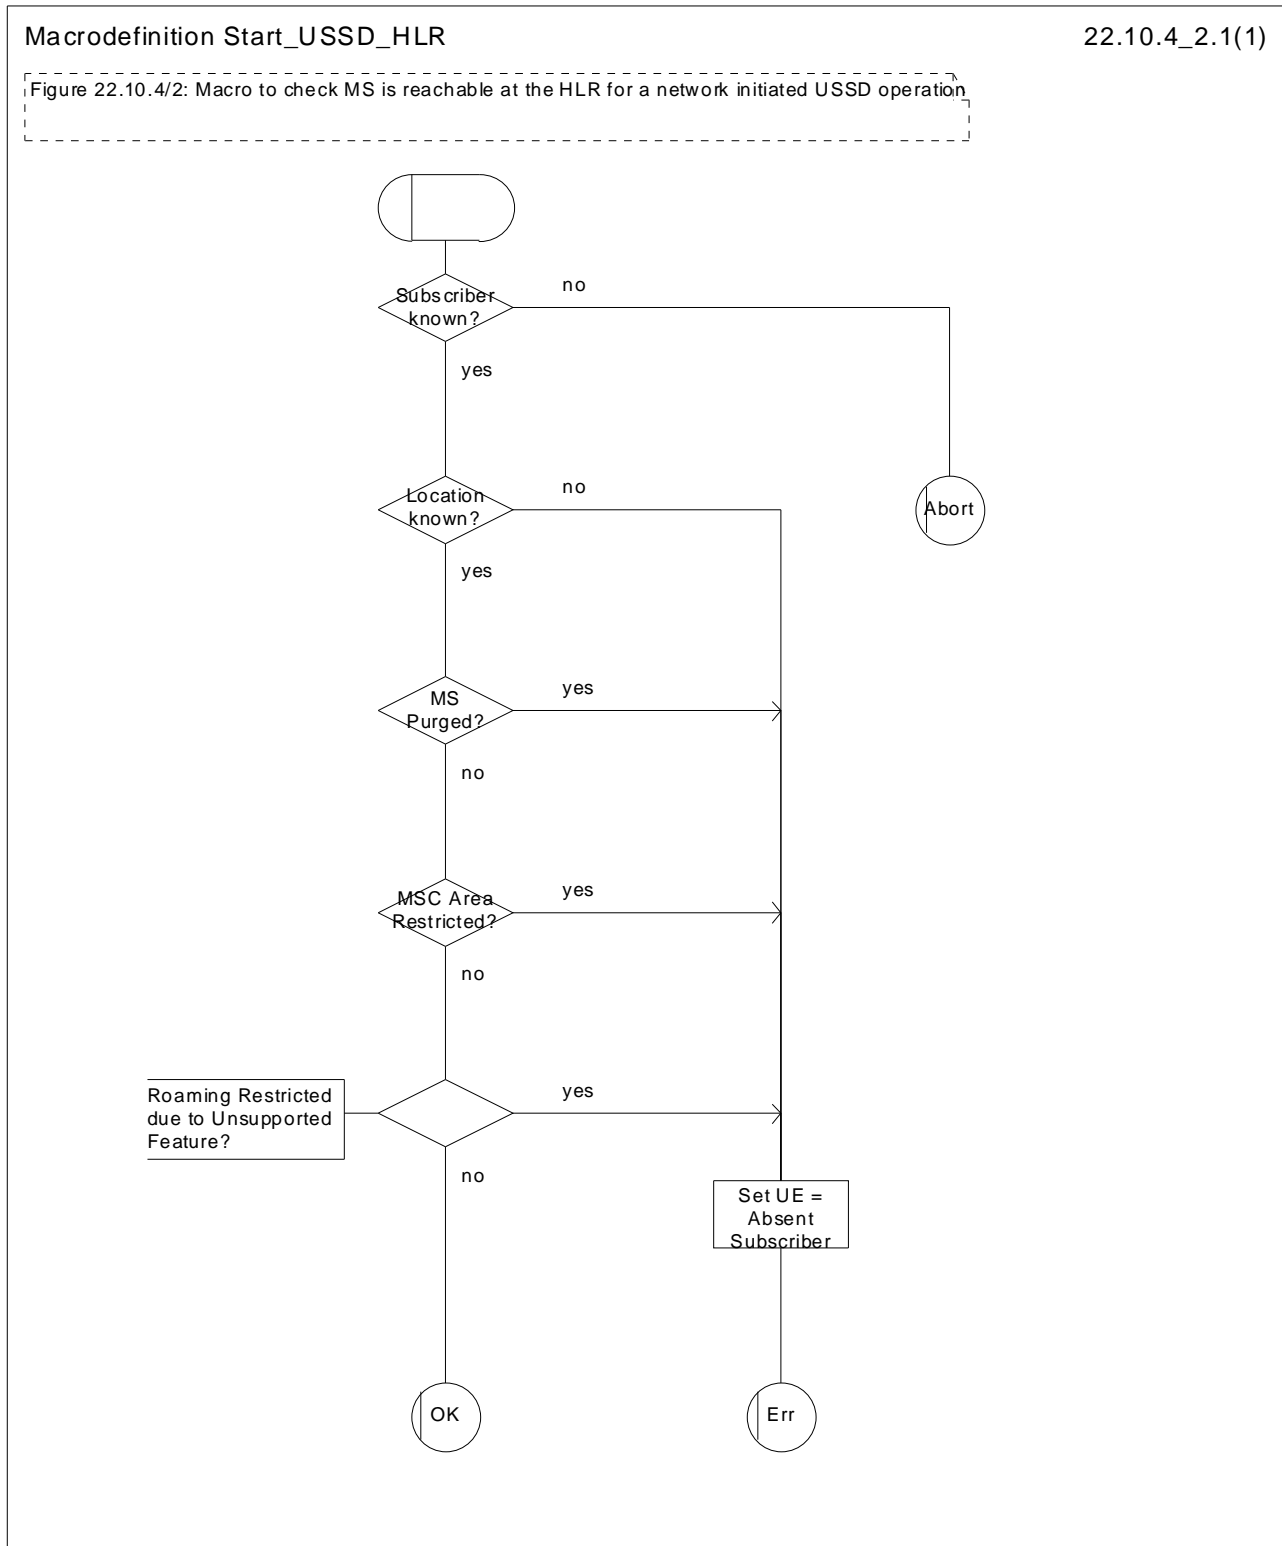 Macrodefinition Start_USSD_HLR
22.10.4_2.1(1)
Figure 22.10.4/2: Macro to check MS is reachable at the HLR for a network initiated USSD operation
Subscriber
known?
no
yes
Location
known?
no
Abort
yes
MS
Purged?
yes
no
MSC Area
Restricted?
yes
no
Roaming Restricted
due to Unsupported
Feature?
yes
no
Set UE =
Absent
Subscriber
OK
Err